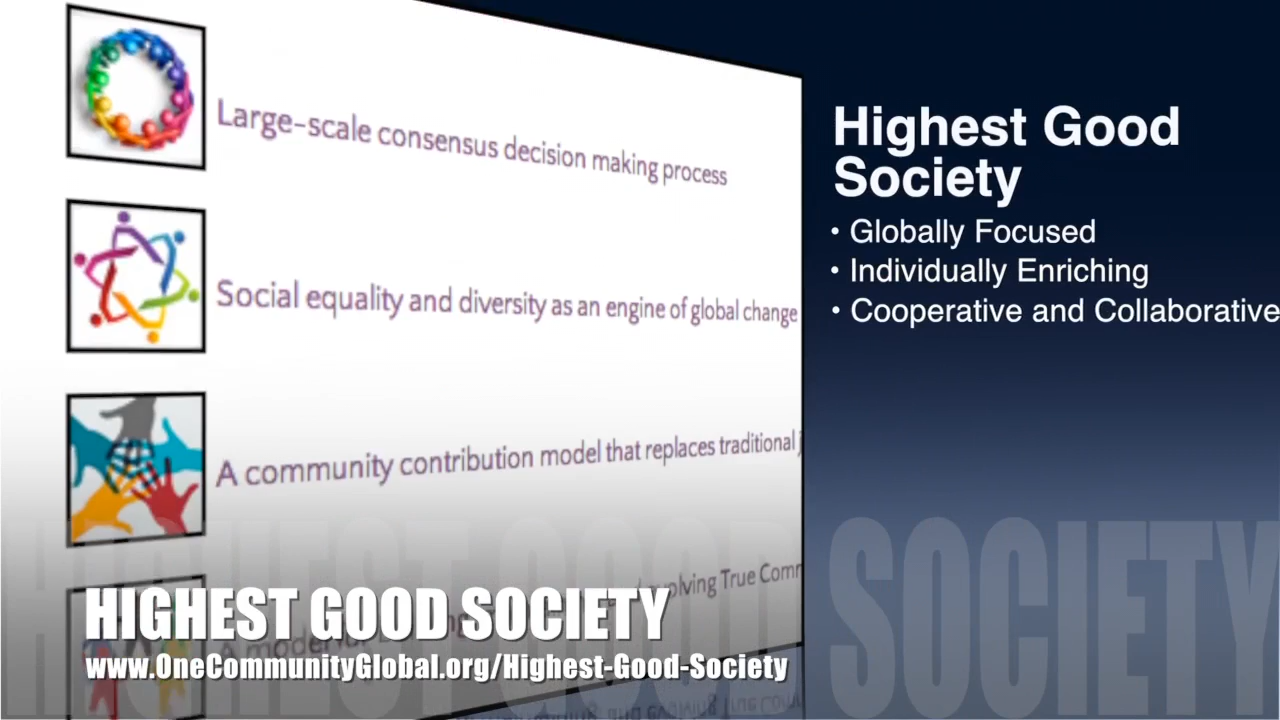 Large-scale consensus decision making process
Social equality and diversity as an engine of global change
A community contribution model that replaces traditional
Highest Good
Society
• Globally Focused
• Individually Enriching
• Cooperative and Collaborative
HIGHEST GOOD SOCIETY
HIGHEST GOOD SOCIETY
www.OneCommunityGlobal.org/Highest-Good-Society